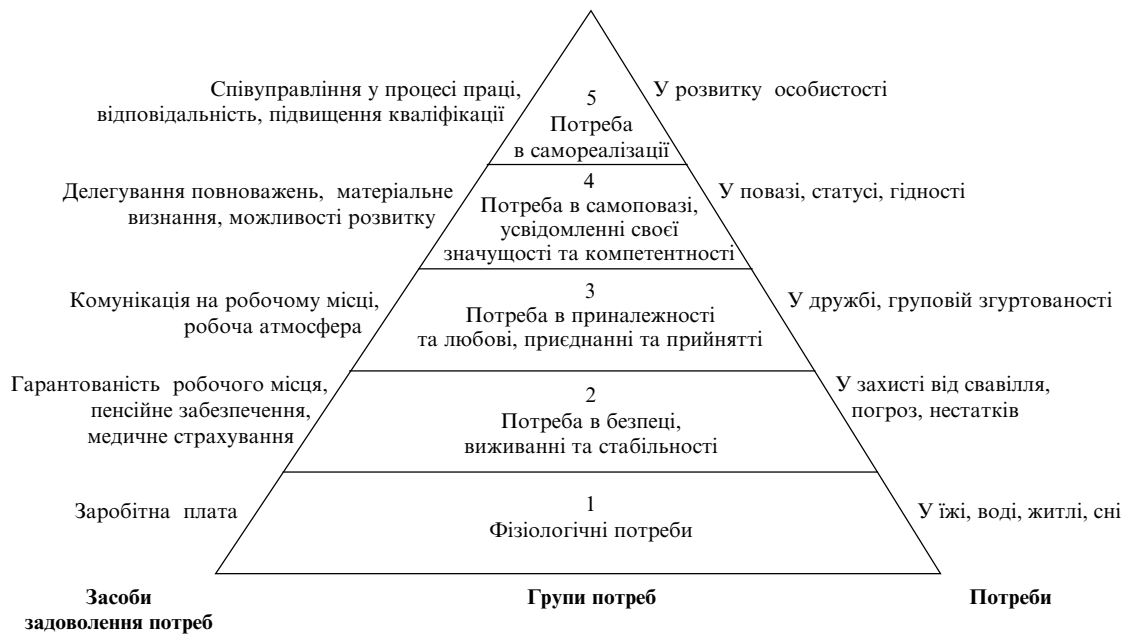 Співуправління у процесі праці,
відповідальність, підвищення кваліфікації
5
Потреба
в самореалізації
У розвитку особистості
Делегування повноважень, матеріальне
визнання, можливості розвитку
4
Потреба в самоповазі,
усвідомленні своєї
значущості та компетентності
У повазі, статусі, гідності
Комунікація на робочому місці,
робоча атмосфера
3
Потреба в приналежності
та любові, приєднанні та прийнятті
У дружбі, груповій згуртованості
Гарантованість робочого місця,
пенсійне забезпечення,
медичне страхування
2
Потреба в безпеці,
виживанні та стабільності
У захисті від свавілля,
погроз, нестатків
Заробітна плата
1
Фізіологічні потреби
У їжі, воді, житлі, сні
Засоби
задоволення потреб
Групи потреб
Потреби